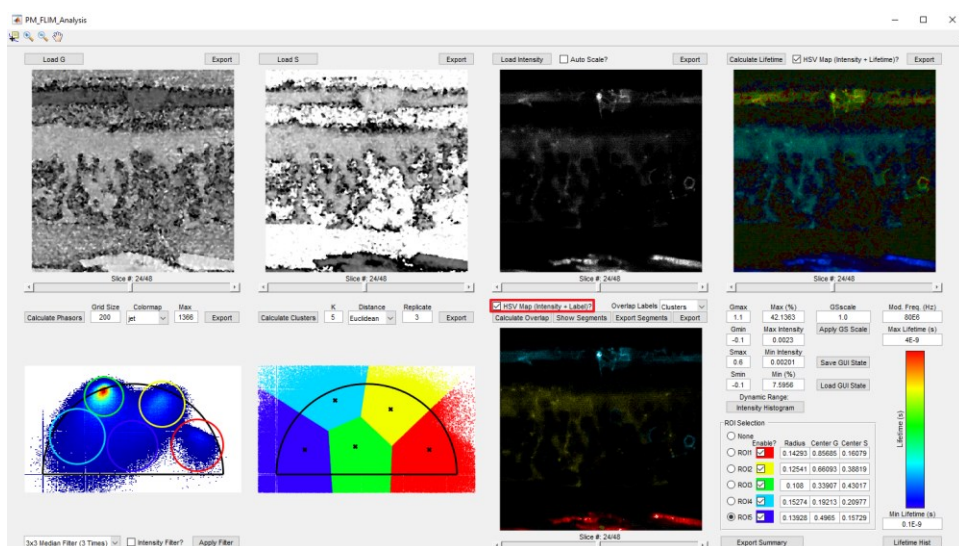 PM_FLIM_Analysis
Load G Export Load S Export Load Intensity Auto Scale? Export Calculate Lifetime HSV Map (Intensity + Lifetime)? Export
Slice #: 24/48 Slice #: 24/48 Slice #: 24/48 Slice #: 24/48
Grid Size Colormap Max
Calculate Phasors 200 jet 1366 Export
K Distance Replicate
Calculate Clusters 5 Euclidean 3 Export
HSV Map (Intensity + Label)? Overlap Labels Clusters
Calculate Overlap Show Segments Export Segments Export
Slice #: 24/48
Gmax Max (%) GSscale Mod. Freq. (Hz)
1.1 42.1363 1.0 80E6
Gmin Max Intensity Apply GS Scale Max Lifetime (s)
-0.1 0.0023 4E-9
Smax Min Intensity
0.6 0.00201 Save GUI State
Smin Min (%)
-0.1 7.5956 Load GUI State
Dynamic Range:
Intensity Histogram
ROI Selection
None
Enable? Radius Center G Center S
ROI1 0.14293 0.85685 0.16079
ROI2 0.12541 0.66093 0.38819
ROI3 0.108 0.33907 0.43017
ROI4 0.15274 0.19213 0.20977
ROI5 0.13928 0.4965 0.15729
Lifetime (s)
Min Lifetime (s)
0.1E-9
3x3 Median Filter (3 Times) Intensity Filter? Apply Filter
Export Summary Lifetime Hist